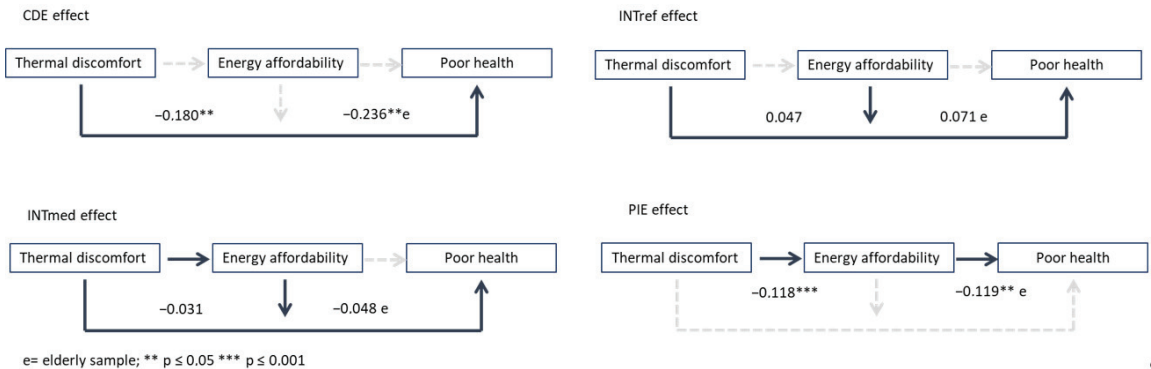 CDE effect
Thermal discomfort
Energy affordability
Poor health
−0.180**
−0.236**e
INTref effect
Thermal discomfort
Energy affordability
Poor health
0.047
0.071 e
INTmed effect
Thermal discomfort
Energy affordability
Poor health
−0.031
−0.048 e
PIE effect
Thermal discomfort
Energy affordability
Poor health
−0.118***
−0.119** e
e= elderly sample; ** p ≤ 0.05 *** p ≤ 0.001